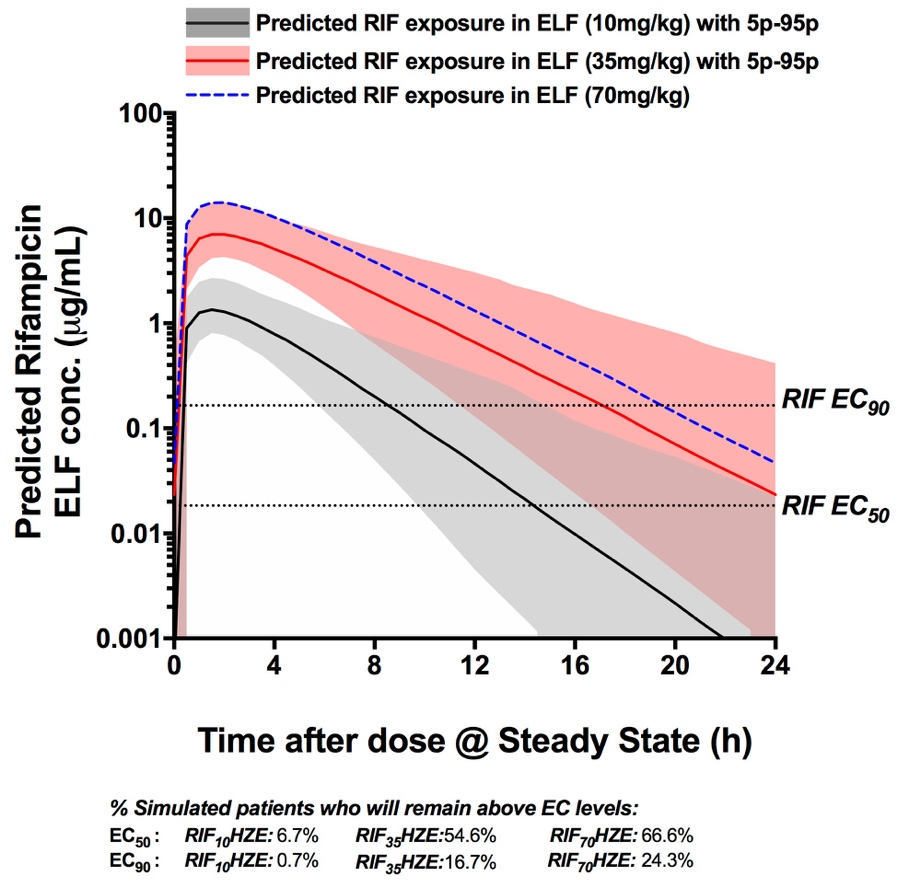 Predicted RIF exposure in ELF (10mg/kg) with 5p-95p
Predicted RIF exposure in ELF (35mg/kg) with 5p-95p
Predicted RIF exposure in ELF (70mg/kg)
Predicted Rifampicin
ELF conc. (μg/mL)
100
10
1
0.1
0.01
0.001
RIF EC90
RIF EC50
0 4 8 12 16 20 24
Time after dose @ Steady State (h)
% Simulated patients who will remain above EC levels:
EC50 : RIF10HZE: 6.7% RIF35HZE:54.6% RIF70HZE: 66.6%
EC90 : RIF10HZE: 0.7% RIF35HZE:16.7% RIF70HZE: 24.3%